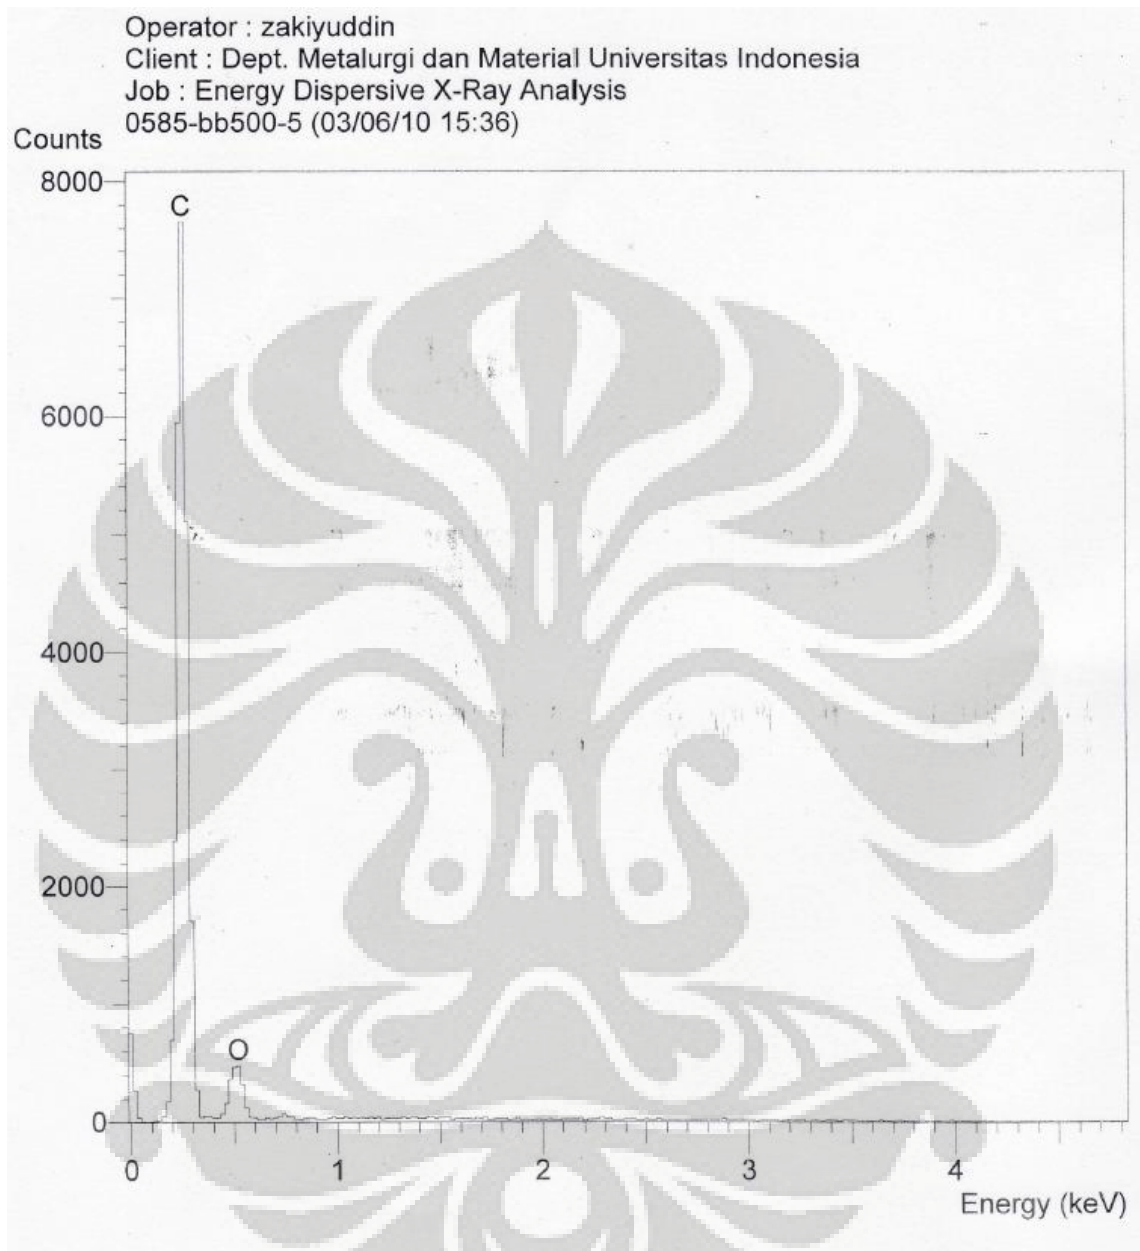 Operator : zakiyuddin
Client : Dept. Metalurgi dan Material Universitas Indonesia
Job : Energy Dispersive X-Ray Analysis
0585-bb500-5 (03/06/10 15:36)
Counts
8000
C
6000
4000
2000
O
0
0 1 2 3 4
Energy (keV)